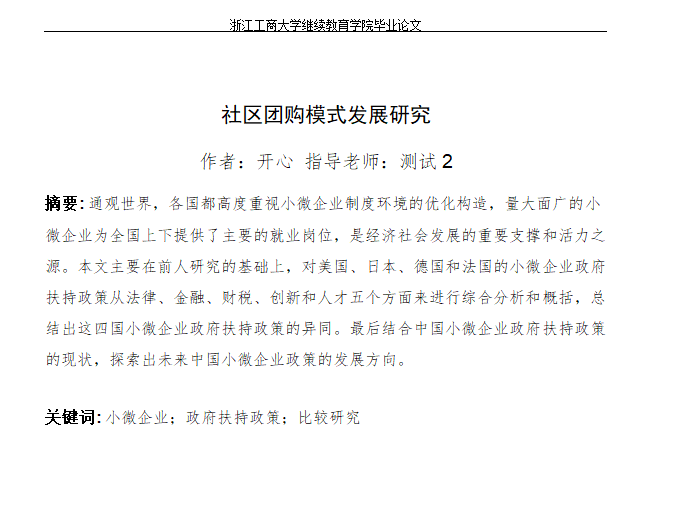 浙江工商大学继续教育学院毕业论文
社区团购模式发展研究
作者：开心 指导老师：测试 2
摘要: 通观世界，各国都高度重视小微企业制度环境的优化构造，量大面广的小
微企业为全国上下提供了主要的就业岗位，是经济社会发展的重要支撑和活力之
源。本文主要在前人研究的基础上，对美国、日本、德国和法国的小微企业政府
扶持政策从法律、金融、财税、创新和人才五个方面来进行综合分析和概括，总
结出这四国小微企业政府扶持政策的异同。最后结合中国小微企业政府扶持政策
的现状，探索出未来中国小微企业政策的发展方向。
关键词: 小微企业；政府扶持政策；比较研究